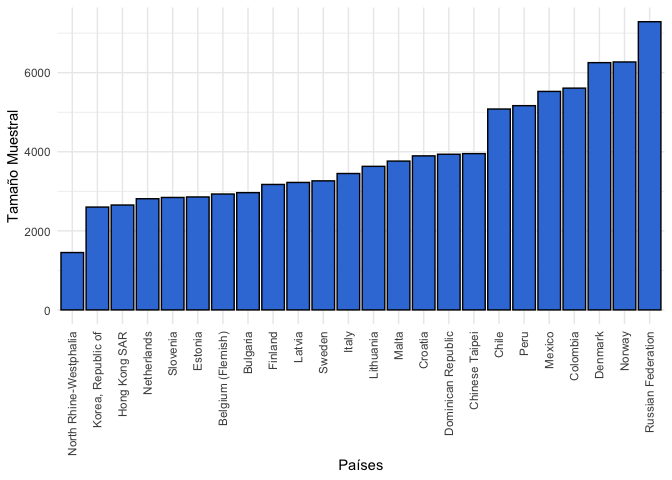 Tamaño Muestral
6000
4000
2000
0
North Rhine-Westphalia
Korea, Republic of
Hong Kong SAR
Netherlands
Slovenia
Estonia
Belgium (Flemish)
Bulgaria
Finland
Latvia
Sweden
Italy
Lithuania
Malta
Croatia
Dominican Republic
Chinese Taipei
Chile
Peru
Mexico
Colombia
Denmark
Norway
Russian Federation
Países